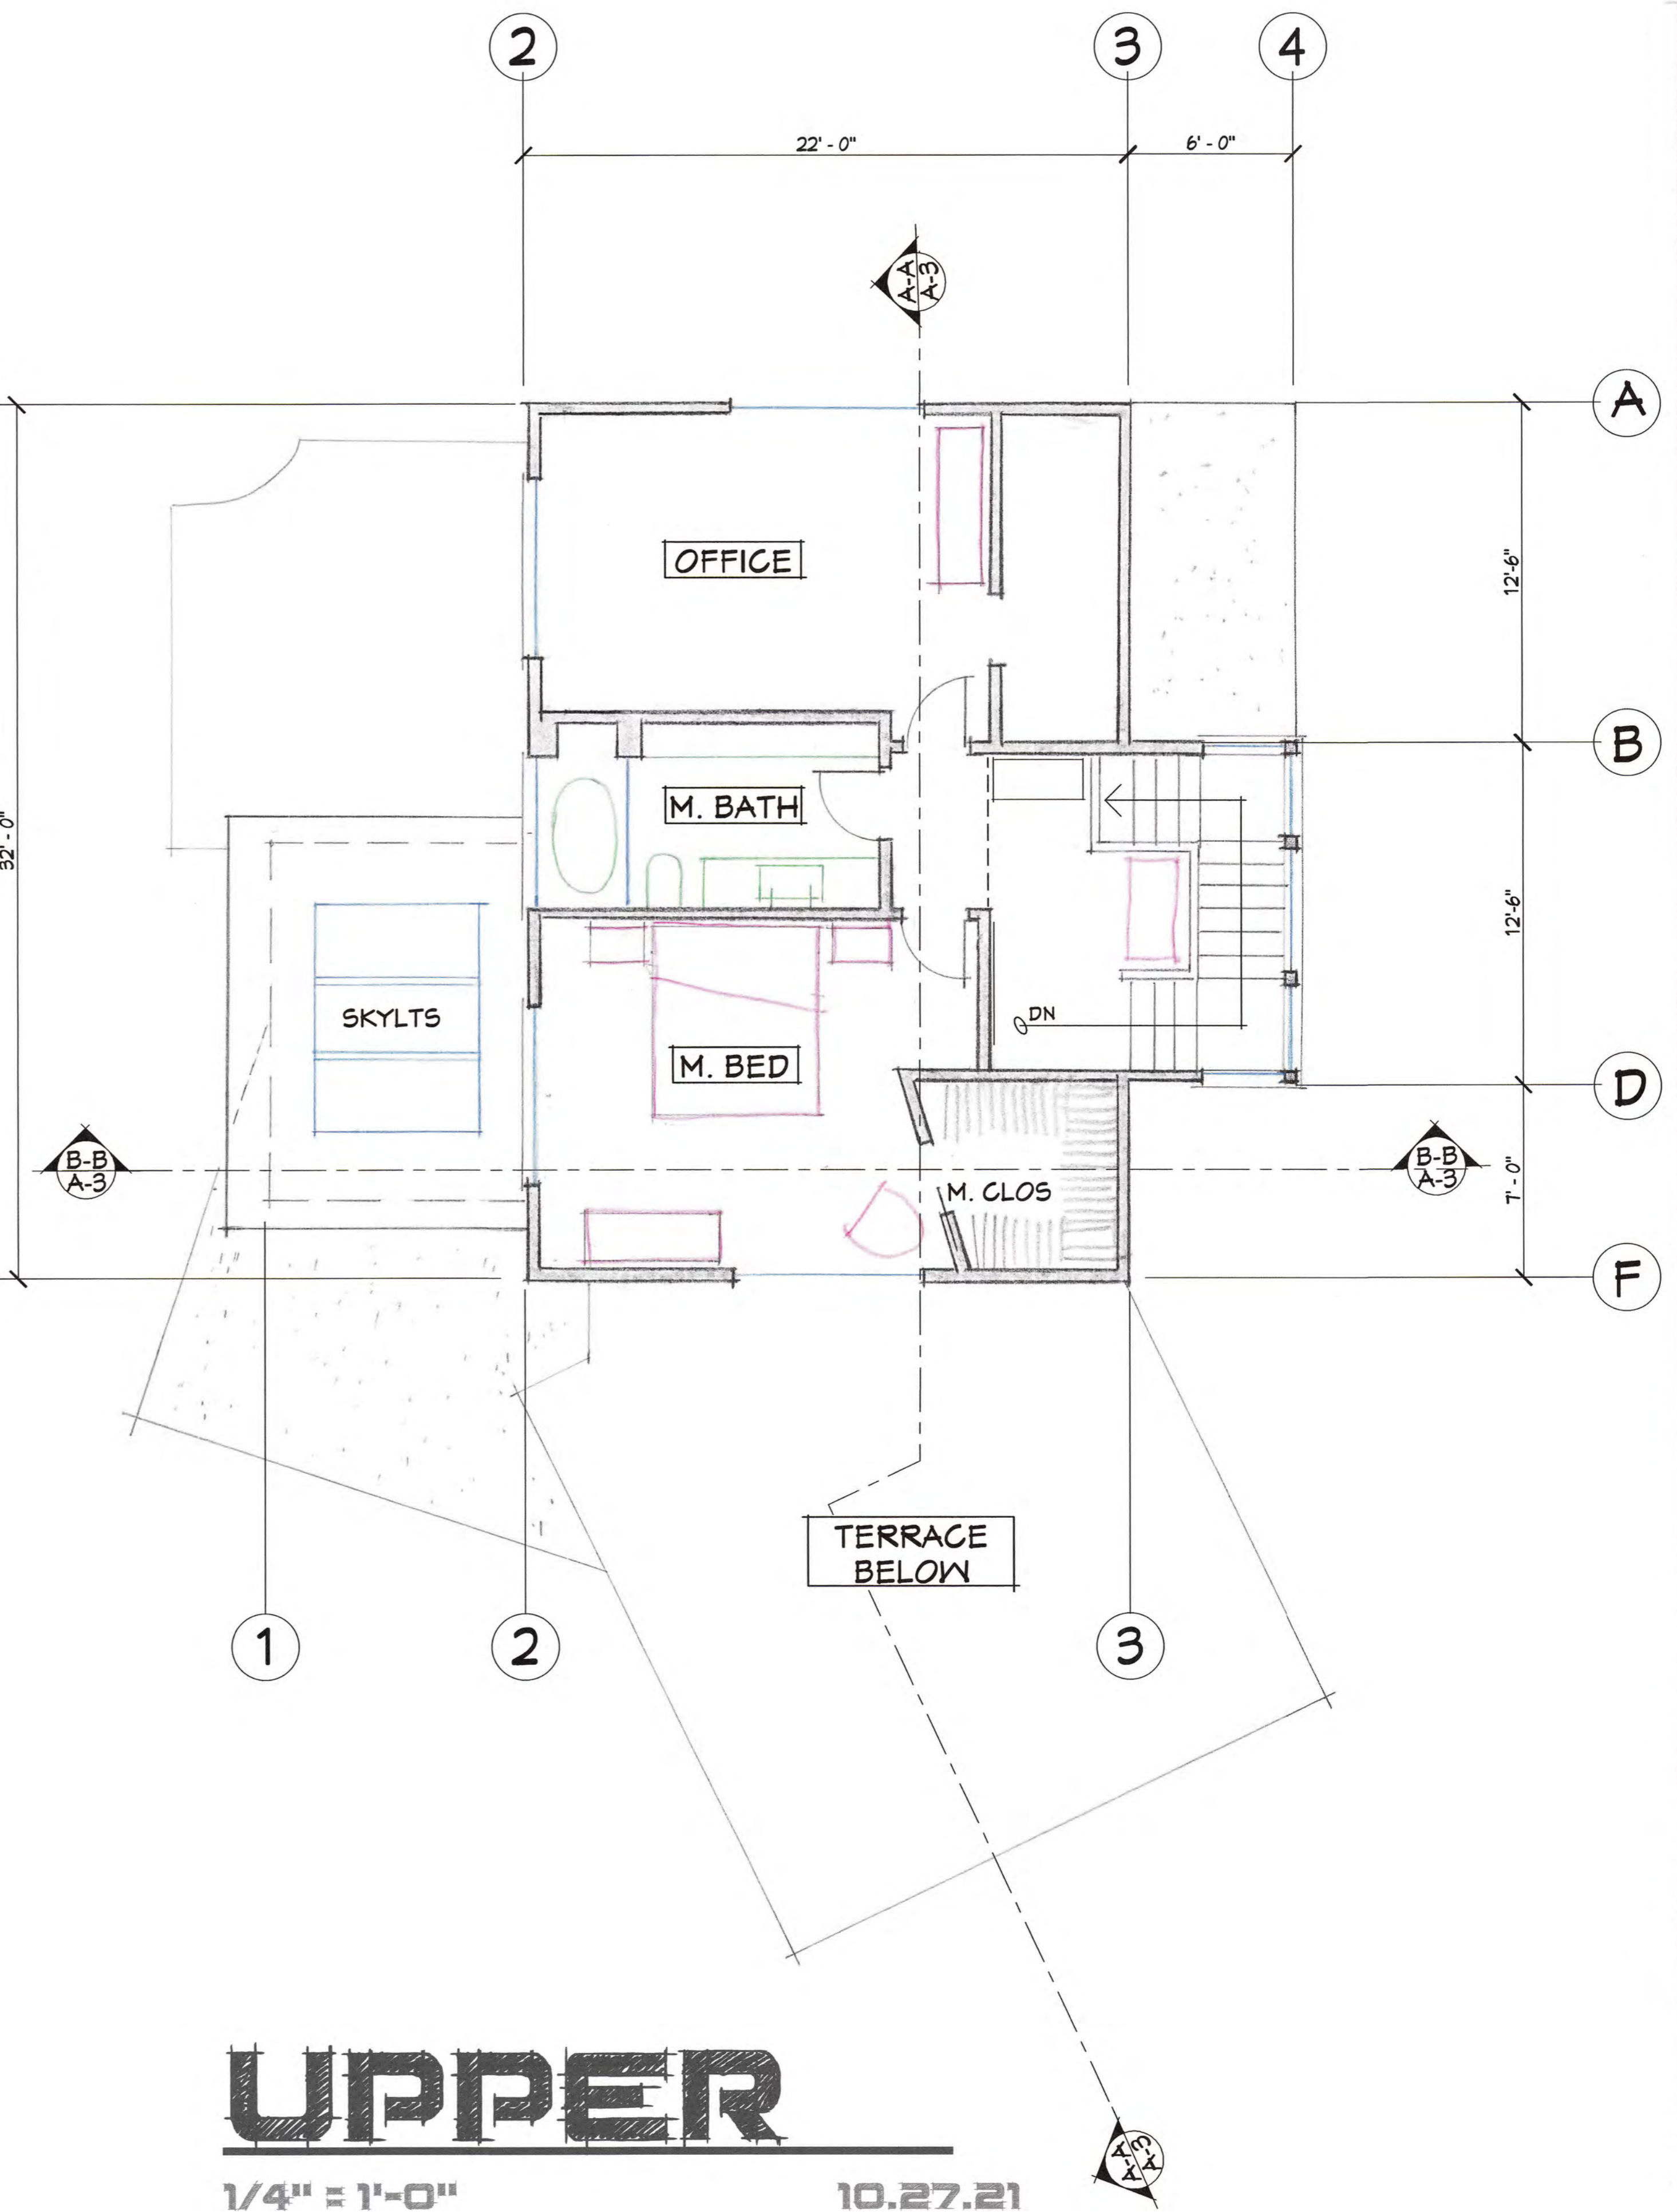 2
3
4
22' - 0"
6' - 0"
A-A
A-3
A
OFFICE
12'-6"
B
M. BATH
32' - 0"
12'-6"
SKYLTS
DN
M. BED
D
B-B
A-3
B-B
A-3
M. CLOS
7' - 0"
F
TERRACE
BELOW
1
2
3
UPPER
A-A
A-3
1/4" = 1'-0"
10.27.21